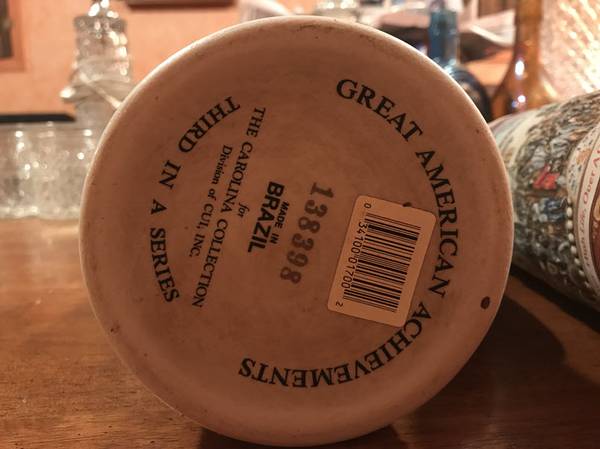 GREAT AMERICAN ACHIEVEMENTS
THIRD IN A SERIES
THE CAROLINA COLLECTION
Division of CUI, INC.
for
MADE IN
BRAZIL
138398
0 34100 01700 2